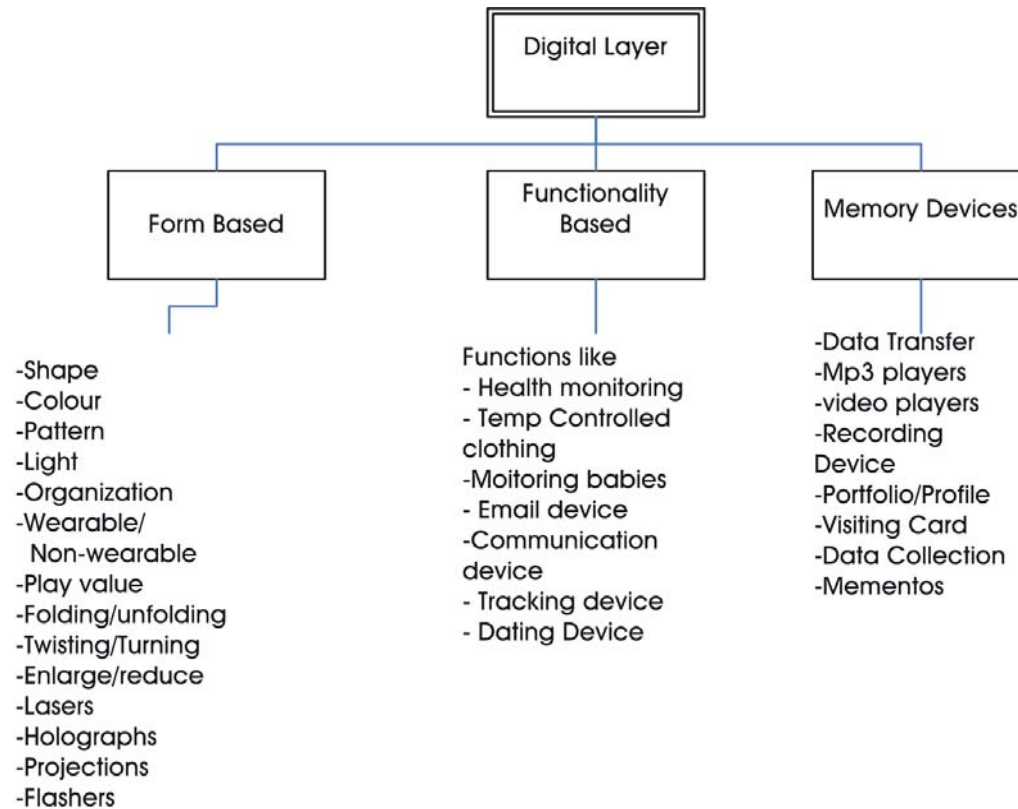 Digital Layer
Form Based
Functionality
Based
Memory Devices
-Shape
-Colour
-Pattern
-Light
-Organization
-Wearable/
Non-wearable
-Play value
-Folding/unfolding
-Twisting/Turning
-Enlarge/reduce
-Lasers
-Holographs
-Projections
-Flashers
Functions like
- Health monitoring
- Temp Controlled
clothing
-Moitoring babies
- Email device
-Communication
device
- Tracking device
- Dating Device
-Data Transfer
-Mp3 players
-video players
-Recording
Device
-Portfolio/Profile
-Visiting Card
-Data Collection
-Mementos